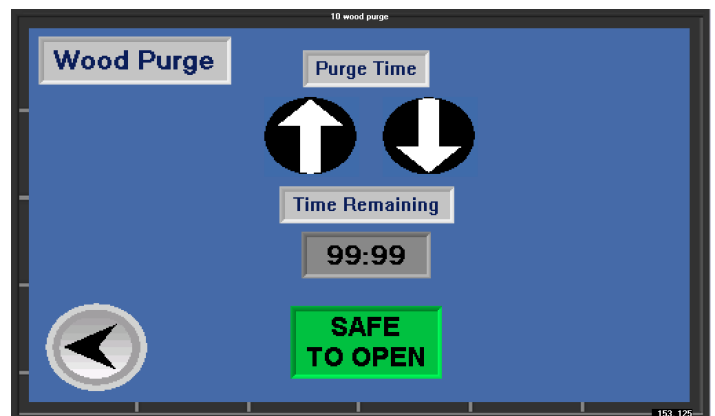 10 wood purge
Wood Purge
Purge Time
Time Remaining
99:99
SAFE
TO OPEN
153, 125